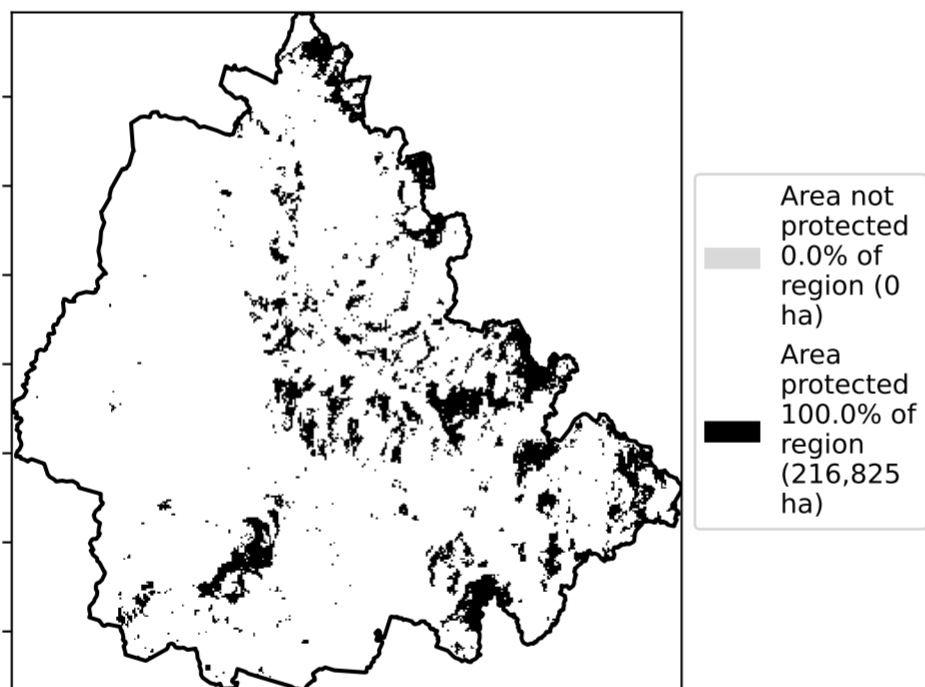 Area not
protected
0.0% of
region (0
ha)
Area
protected
100.0% of
region
(216,825
ha)